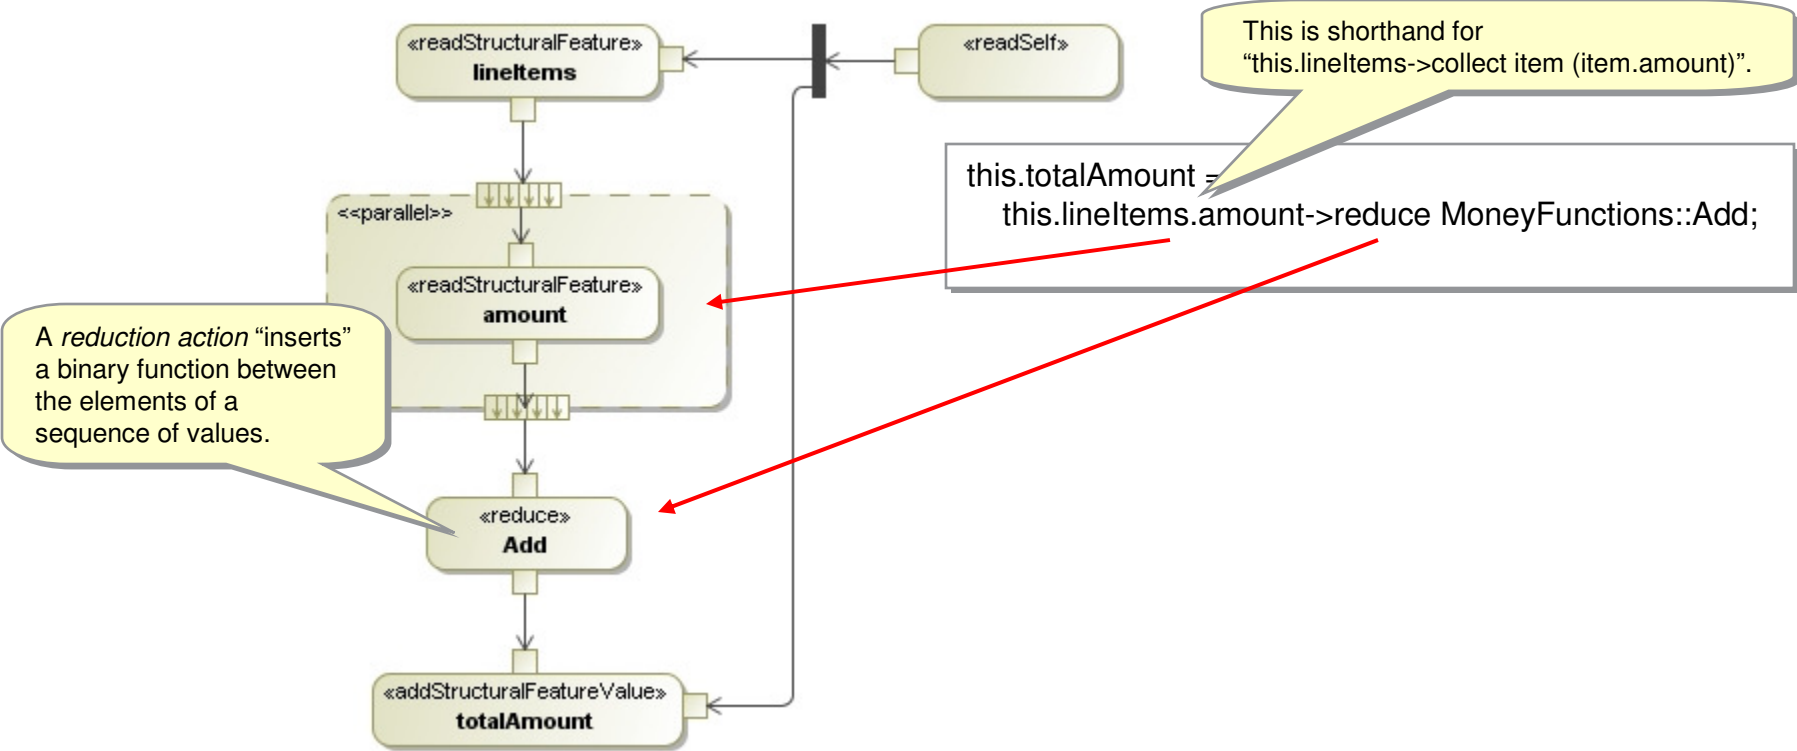 «readStructuralFeature»
lineItems
«readSelf»
This is shorthand for
“this.lineItems->collect item (item.amount)”.
this.totalAmount =
this.lineItems.amount->reduce MoneyFunctions::Add;
<<parallel>>
«readStructuralFeature»
amount
A reduction action “inserts”
a binary function between
the elements of a
sequence of values.
«reduce»
Add
«addStructuralFeatureValue»
totalAmount